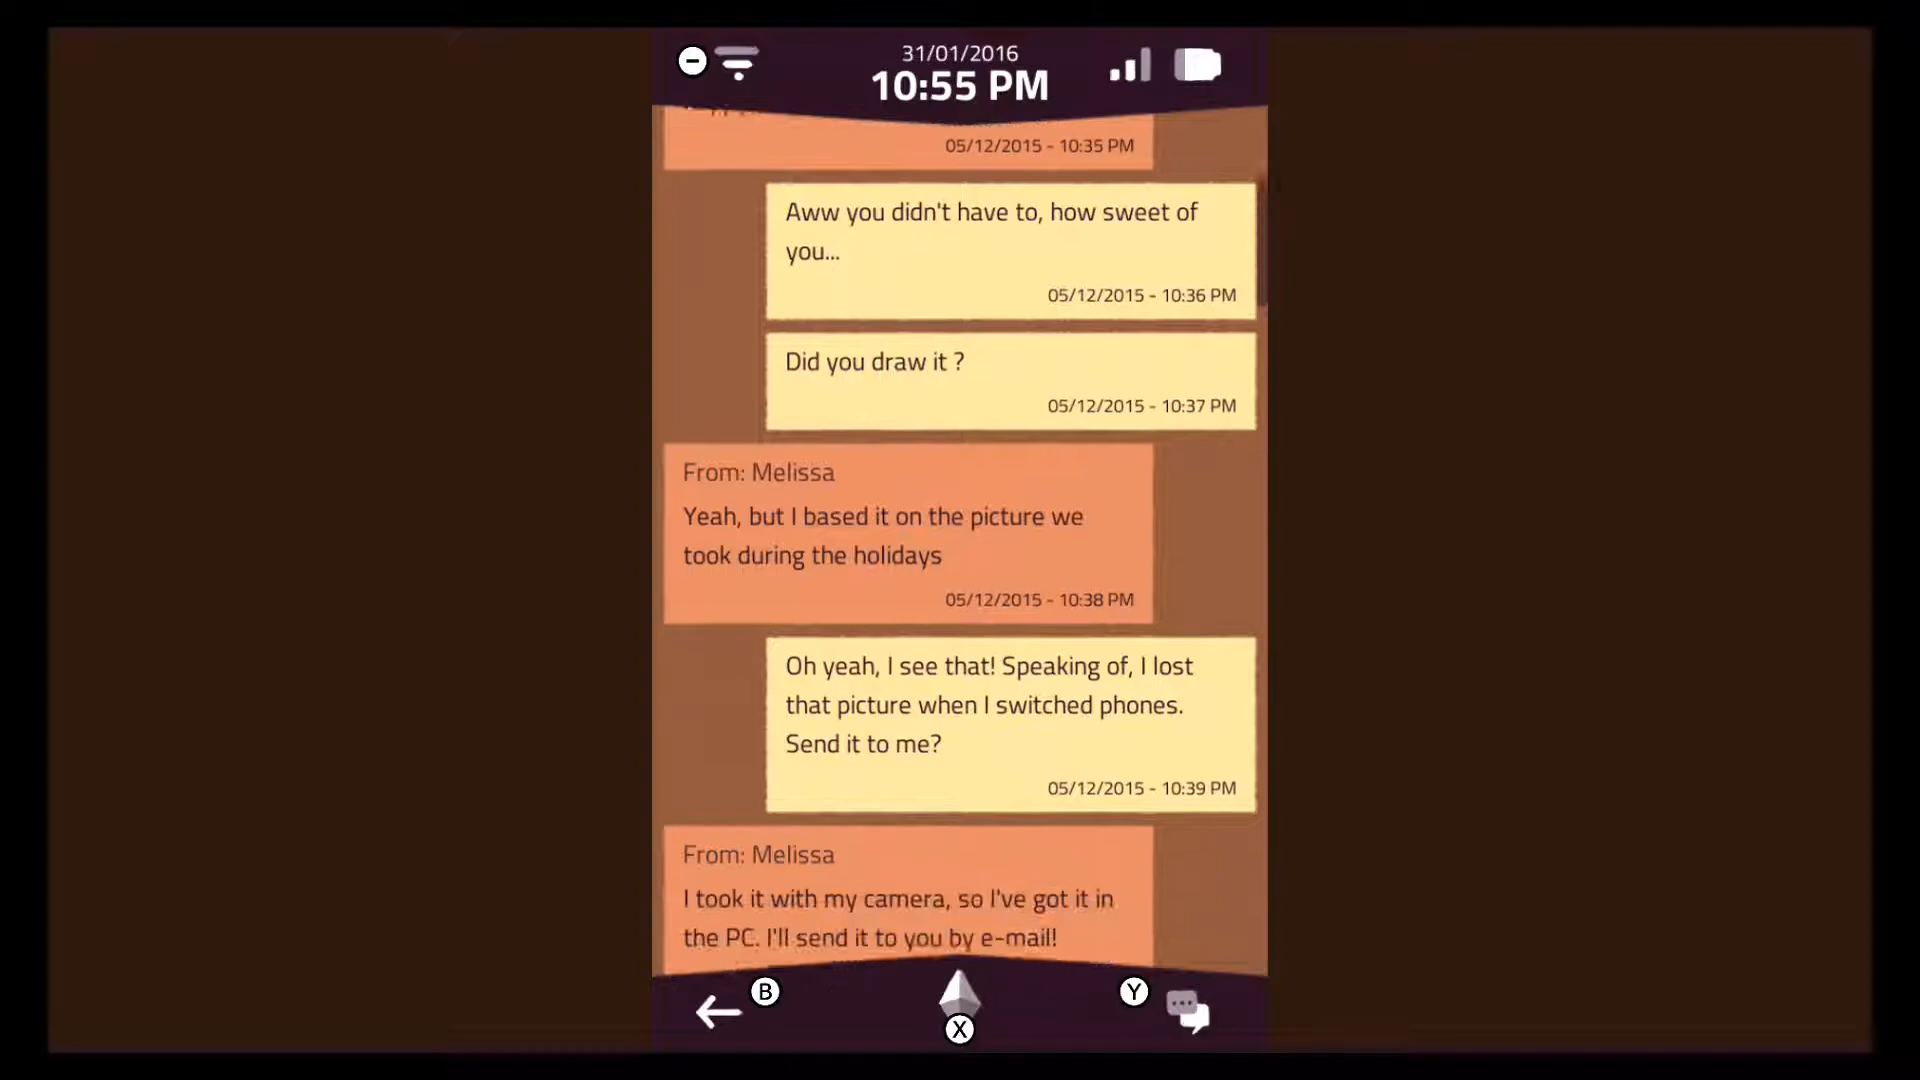 31/01/2016
10:55 PM
05/12/2015 - 10:35 PM
Aww you didn't have to, how sweet of
you...
05/12/2015 - 10:36 PM
Did you draw it ?
05/12/2015 - 10:37 PM
From: Melissa
Yeah, but I based it on the picture we
took during the holidays
05/12/2015 - 10:38 PM
Oh yeah, I see that! Speaking of, I lost
that picture when I switched phones.
Send it to me?
05/12/2015 - 10:39 PM
From: Melissa
I took it with my camera, so I've got it in
the PC. I'll send it to you by e-mail!
B
Y
X